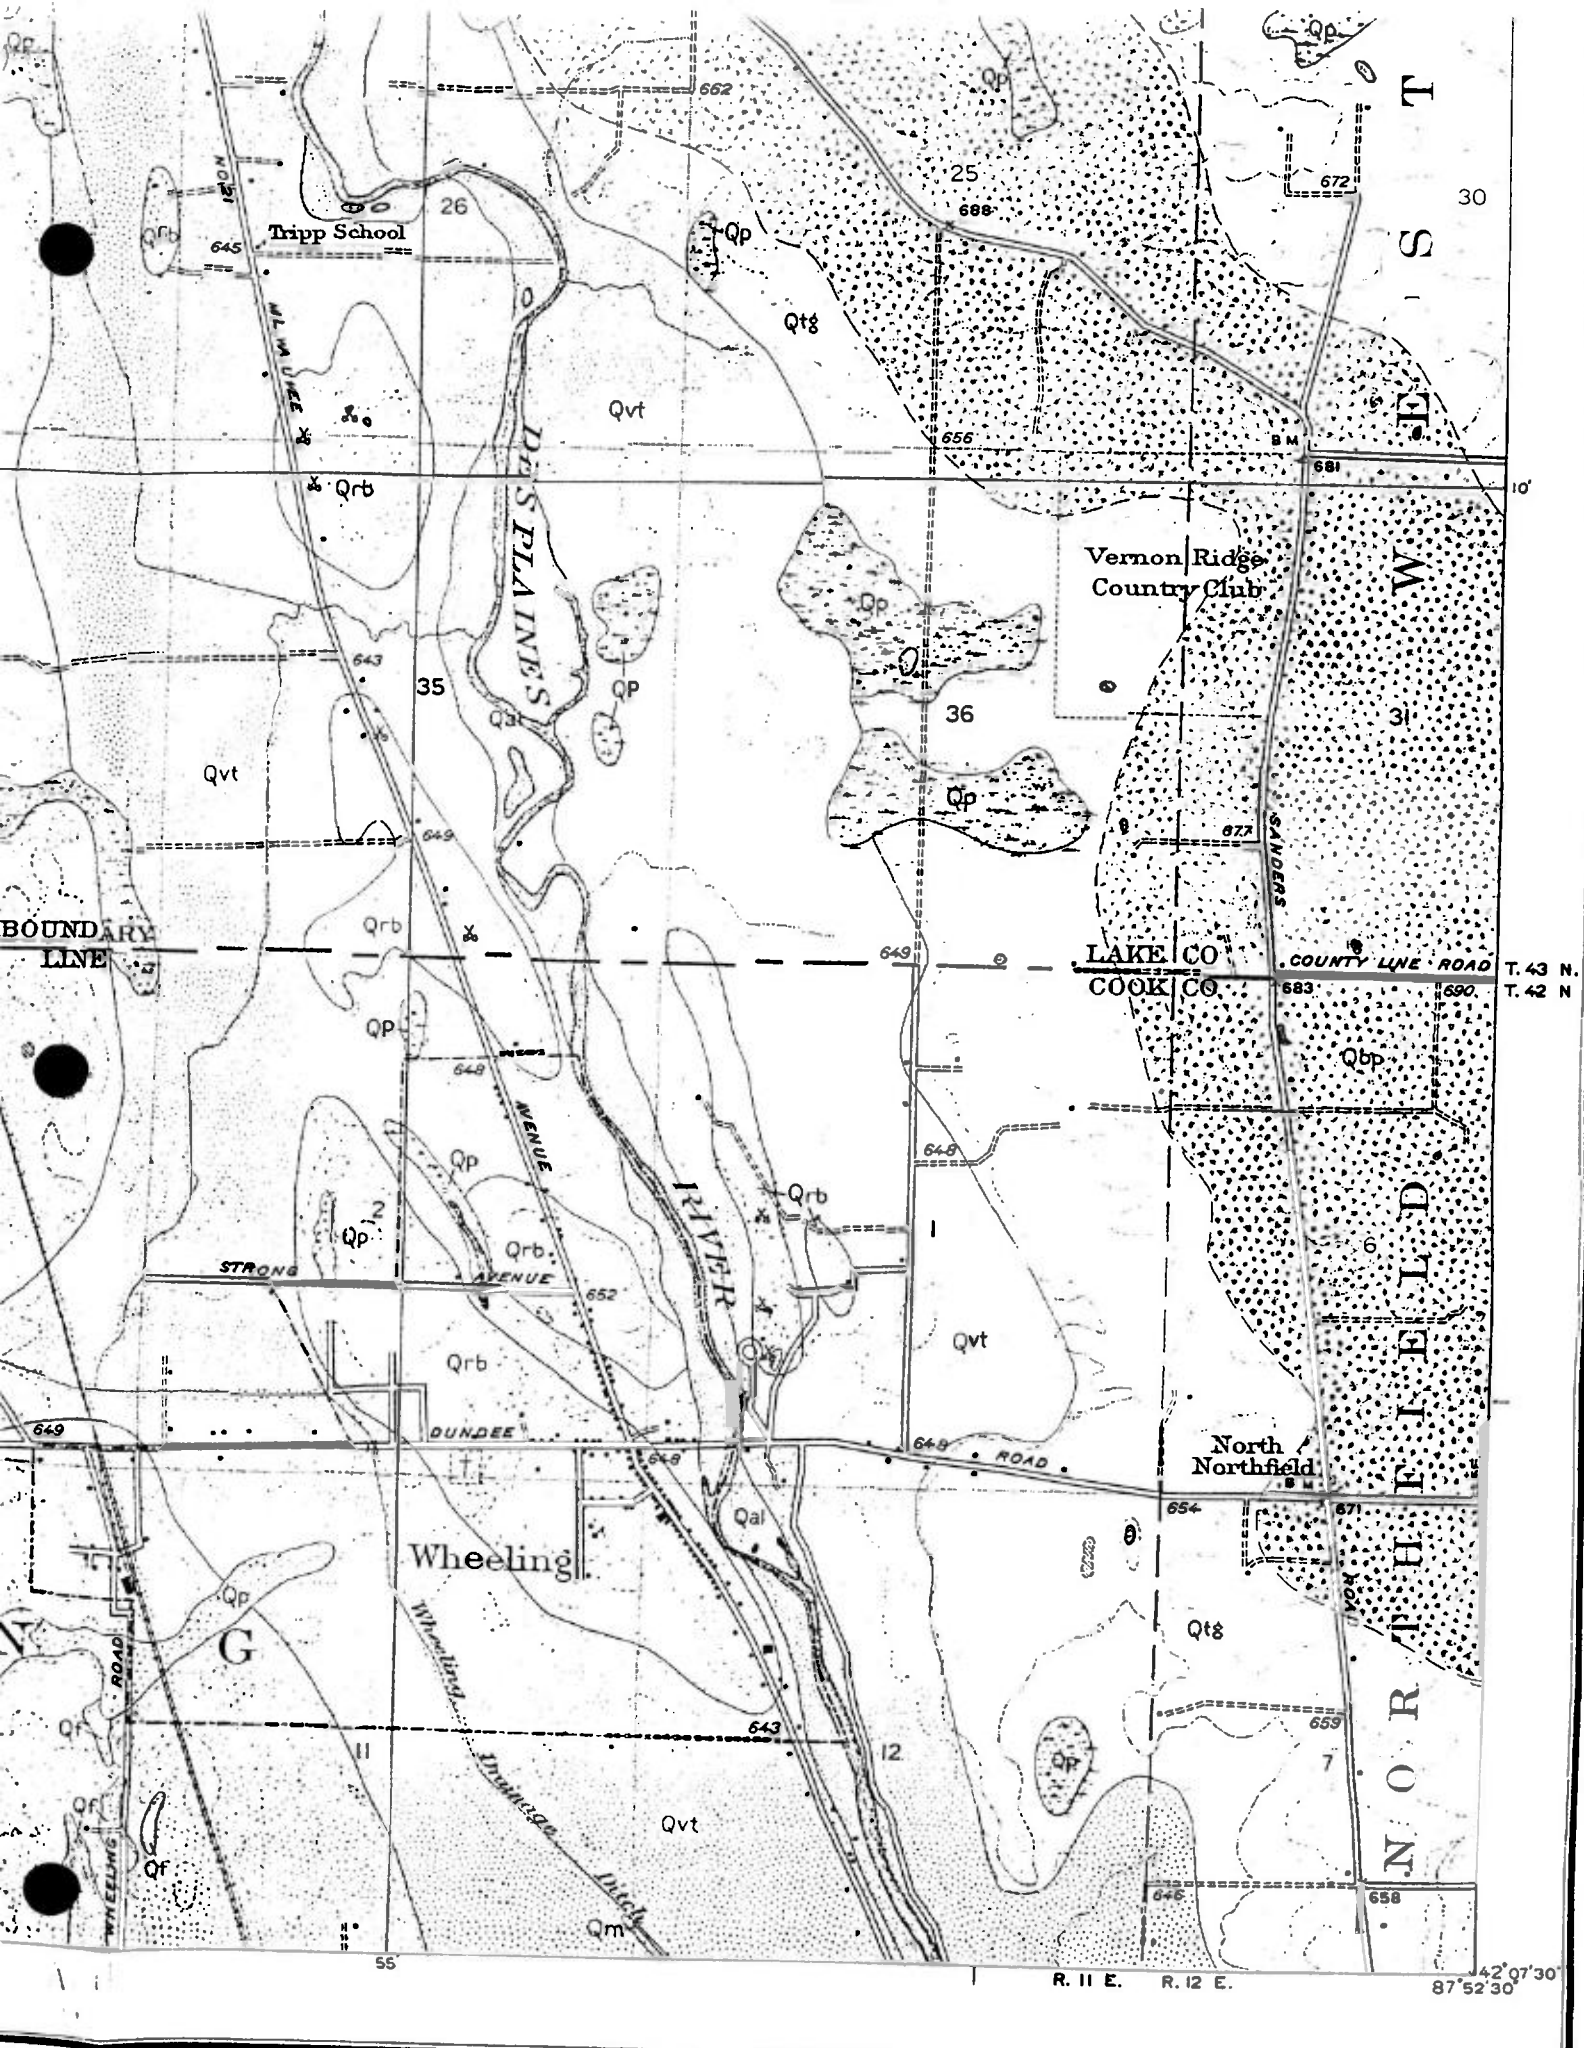 Qp
Qp
Qp
662
25
672
30
NO 21
688
26
Tripp School
Qp
Qrb
645
Qtg
MILWAUKEE
Qvt
656
B M
681
10'
Qrb
DES PLAINES
Vernon Ridge
Country Club
Qp
643
35
Qp
Qal
36
31
Qvt
Qp
649
677
SANDERS
Qrb
BOUNDARY
LINE
649
LAKE CO
COUNTY LINE ROAD
T. 43 N.
COOK CO
683
690
T. 42 N
Qp
648
Qbp
AVENUE
648
Qp
RIVER
Qrb
2
1
Qp
Qrb
6
STRONG
AVENUE
652
Qvt
Qrb
649
DUNDEE
648
648
ROAD
North
Northfield
B M
654
671
Qal
Wheeling
Qp
ROAD
Wheeling
Drainage
Ditch
N G
ROAD
Qtg
Qf
643
659
11
12
Qp
7
Qf
Qvt
Qf
WHEELING
646
658
Qm
WEST
NORTHFIELD
55
R. 11 E.
R. 12 E.
42°07'30"
87°52'30"